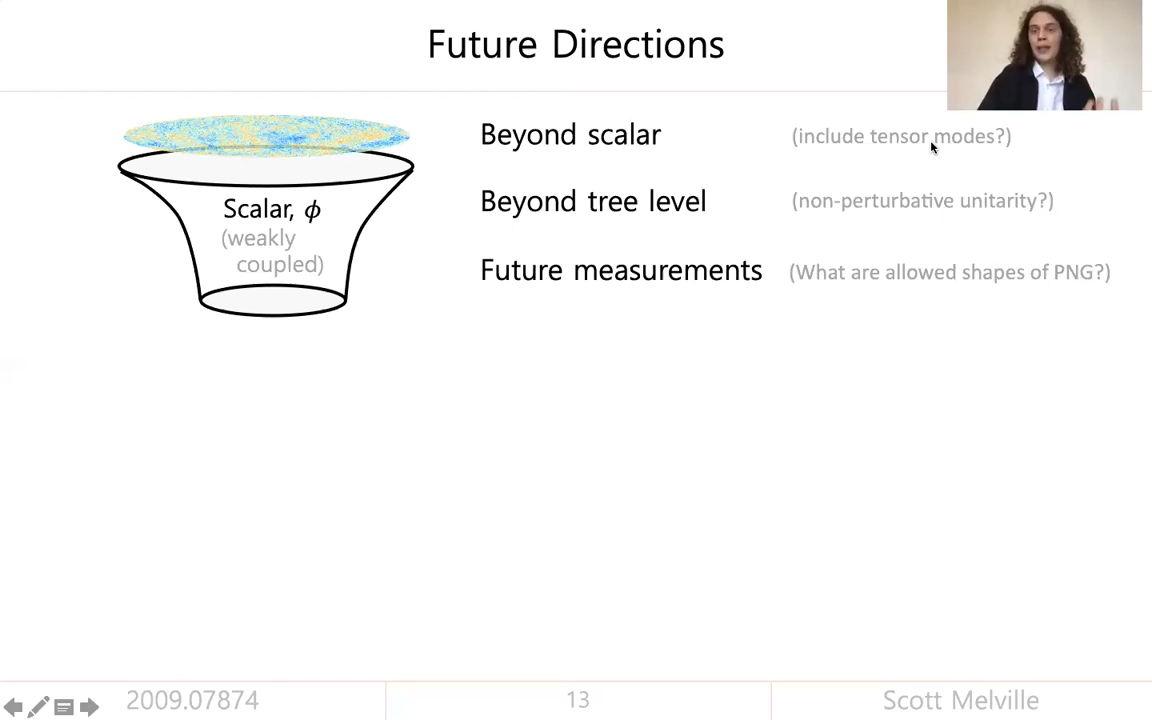 Future Directions
Scalar, ϕ
(weakly
coupled)
Beyond scalar (include tensor modes?)
Beyond tree level (non-perturbative unitarity?)
Future measurements (What are allowed shapes of PNG?)
2009.07874 13 Scott Melville